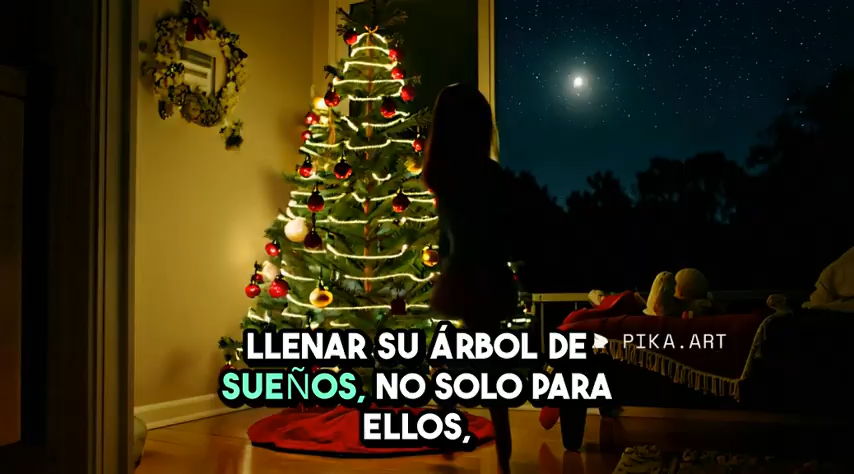 LLENAR SU ÁRBOL DE
PIKA.ART
SUEÑOS, NO SOLO PARA
ELLOS,